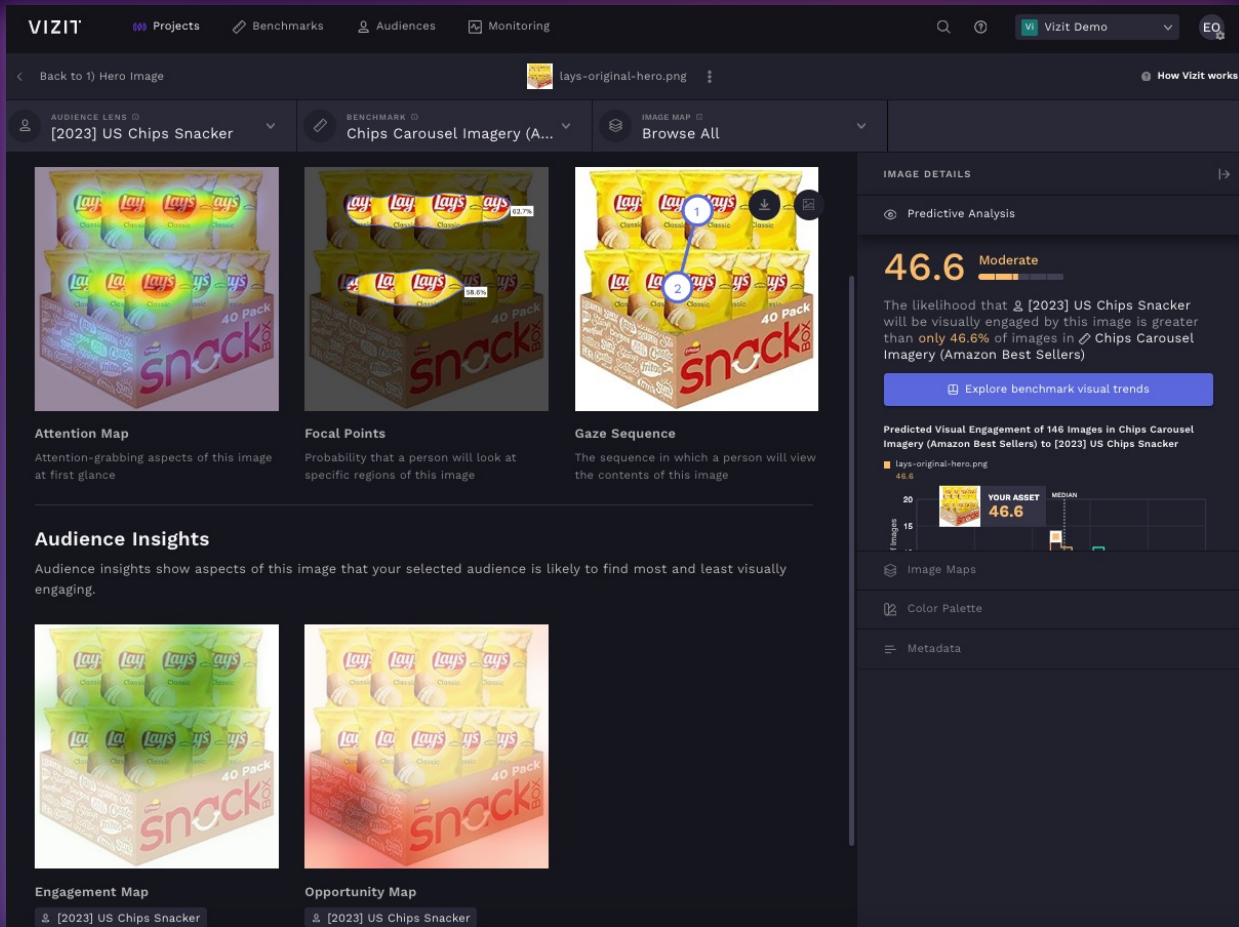 VIZIT
Projects
Benchmarks
Audiences
Monitoring
Vi
Vizit Demo
EO
Back to 1) Hero Image
lays-original-hero.png
How Vizit works
AUDIENCE LENS
[2023] US Chips Snacker
BENCHMARK
Chips Carousel Imagery (A...
IMAGE MAP
Browse All
Lay's
Classic
40 Pack
snack
BOX
62.7%
58.6%
1
2
Attention Map
Attention-grabbing aspects of this image
at first glance
Focal Points
Probability that a person will look at
specific regions of this image
Gaze Sequence
The sequence in which a person will view
the contents of this image
Audience Insights
Audience insights show aspects of this image that your selected audience is likely to find most and least visually
engaging.
Lay's
Classic
40 Pack
snack
BOX
Engagement Map
[2023] US Chips Snacker
Opportunity Map
[2023] US Chips Snacker
IMAGE DETAILS
Predictive Analysis
46.6
Moderate
The likelihood that [2023] US Chips Snacker
will be visually engaged by this image is greater
than only 46.6% of images in Chips Carousel
Imagery (Amazon Best Sellers)
Explore benchmark visual trends
Predicted Visual Engagement of 146 Images in Chips Carousel
Imagery (Amazon Best Sellers) to [2023] US Chips Snacker
lays-original-hero.png
46.6
20
YOUR ASSET
46.6
MEDIAN
15
Images
Image Maps
Color Palette
Metadata